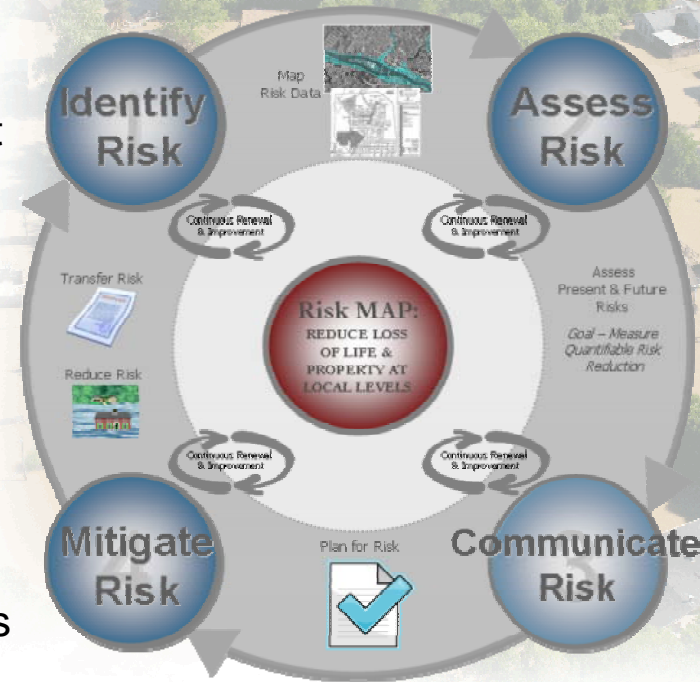 Identify
Risk
Map
Risk Data
Assess
Risk
Continuous Renewal
& Improvement
Continuous Renewal
& Improvement
Transfer Risk
Reduce Risk
Risk MAP:
REDUCE LOSS
OF LIFE &
PROPERTY AT
LOCAL LEVELS
Assess
Present & Future
Risks
Goal – Measure
Quantifiable Risk
Reduction
Continuous Renewal
& Improvement
Continuous Renewal
& Improvement
Mitigate
Risk
Plan for Risk
Communicate
Risk
s